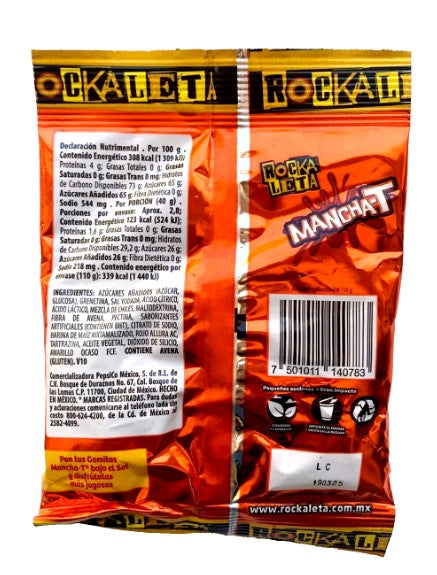 OCKALETA
ROCKALE
Declaración Nutrimental . Por 100 g .
Contenido Energético 308 kcal (1 309 kJ);
Proteínas 4 g; Grasas Totales 0 g; Grasas
Saturadas 0 g; Grasas Trans 0 mg; Hidratos
de Carbono Disponibles 73 g; Azúcares 65 g;
Azúcares Añadidos 65 g; Fibra Dietética 0 g;
Sodio 544 mg . Por PORCIÓN (40 g) .
Porciones por envase: Aprox. 2,8;
Contenido Energético 123 kcal (524 kJ);
Proteínas 1,6 g; Grasas Totales 0 g; Grasas
Saturadas 0 g; Grasas Trans 0 mg; Hidratos
de Carbono Disponibles 29,2 g; Azúcares 26 g;
Azúcares Añadidos 26 g; Fibra Dietética 0 g;
Sodio 218 mg . Contenido energético por
envase (110 g): 339 kcal (1 440 kJ)
INGREDIENTES: AZÚCARES AÑADIDOS (AZÚCAR,
GLUCOSA), GRENETINA, SAL YODADA, ÁCIDO CÍTRICO,
ÁCIDO LÁCTICO, MEZCLA DE CHILES, MALTODEXTRINA,
FIBRA DE AVENA, PECTINA, SABORIZANTES
ARTIFICIALES (CONTIENEN BHT), CITRATO DE SODIO,
HARINA DE MAÍZ NIXTAMALIZADO, ROJO ALLURA AC,
TARTRAZINA, ACEITE VEGETAL, DIÓXIDO DE SILICIO,
AMARILLO OCASO FCF. CONTIENE AVENA
(GLUTEN). V10
Comercializadora PepsiCo México, S. de R.L. de
C.V. Bosque de Duraznos No. 67, Col. Bosque de
las Lomas C.P. 11700, Ciudad de México. HECHO
EN MÉXICO. * MARCAS REGISTRADAS. Para dudas
y aclaraciones comunicarse al teléfono lada sin
costo 800-624-4200, de la Cd. de México al
2582-4099.
Pon tus Gomitas
Mancha-T* bajo el Sol
y disfrútalas
más jugosas
ROCKA
LETA
MANCHA-T
7 501011 140783
Pequeñas acciones = Gran Impacto
CONSERVA
EL AMBIENTE
L C
190325
www.rockaleta.com.mx